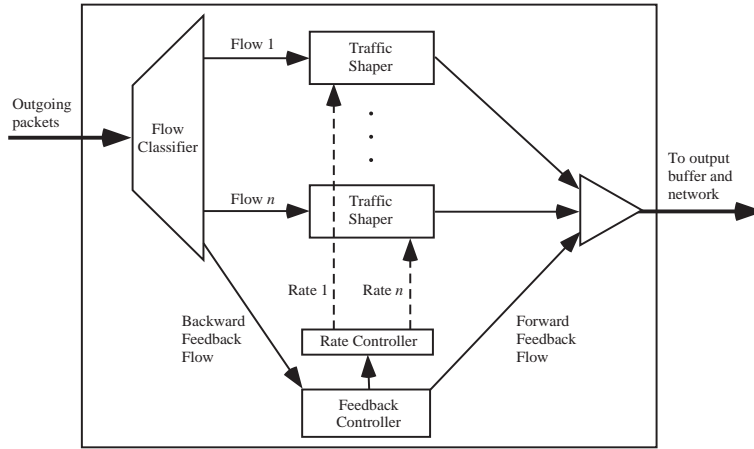 Flow 1
Traffic
Shaper
Outgoing
packets
Flow
Classifier
To output
buffer and
network
Flow n
Traffic
Shaper
Rate 1
Rate n
Backward
Feedback
Flow
Forward
Feedback
Flow
Rate Controller
Feedback
Controller